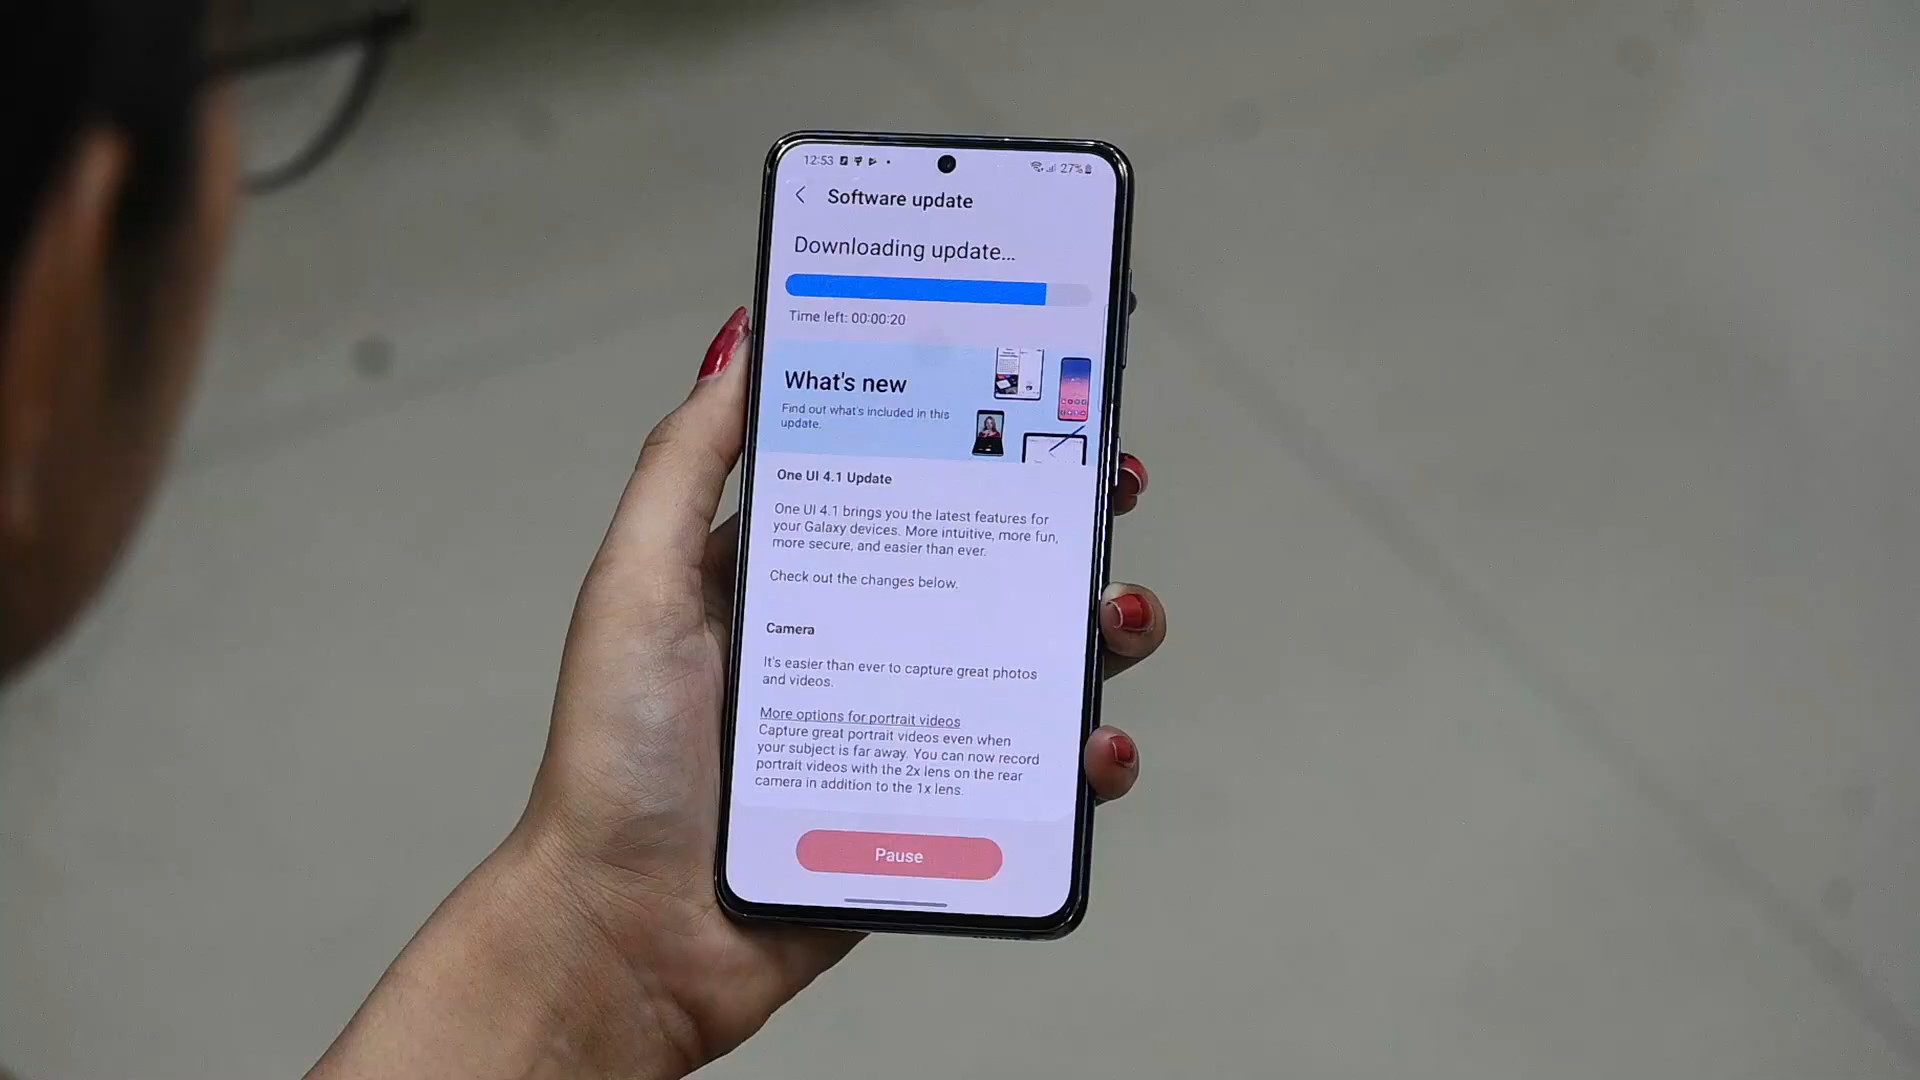 12:53
27%
Software update
Downloading update...
Time left: 00:00:20
What's new
Find out what's included in this
update.
One UI 4.1 Update
One UI 4.1 brings you the latest features for
your Galaxy devices. More intuitive, more fun,
more secure, and easier than ever.
Check out the changes below.
Camera
It's easier than ever to capture great photos
and videos.
More options for portrait videos
Capture great portrait videos even when
your subject is far away. You can now record
portrait videos with the 2x lens on the rear
camera in addition to the 1x lens.
Pause